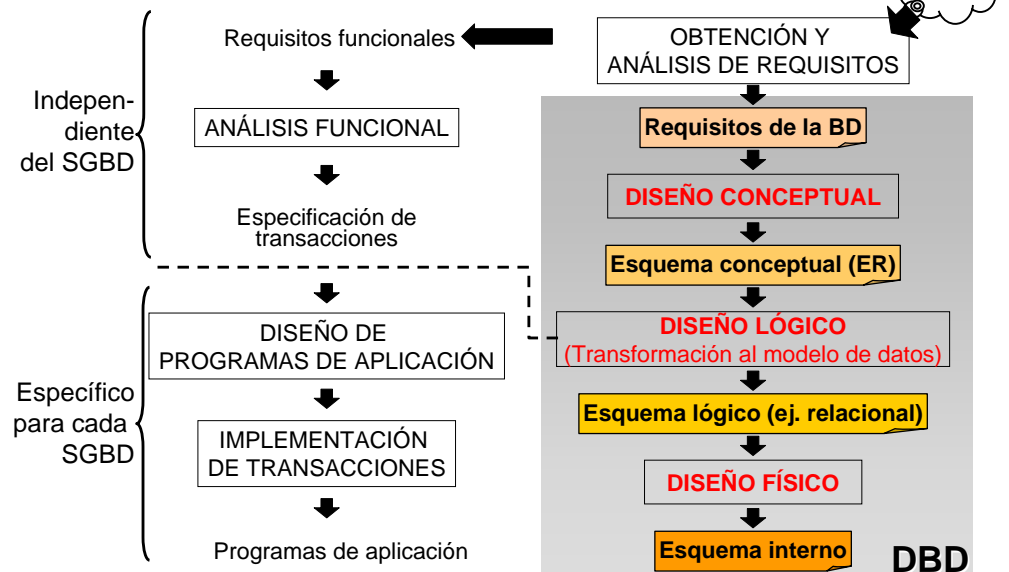 Requisitos funcionales
OBTENCIÓN Y
ANÁLISIS DE REQUISITOS
Indepen-
diente
del SGBD
ANÁLISIS FUNCIONAL
Requisitos de la BD
DISEÑO CONCEPTUAL
Especificación de
transacciones
Esquema conceptual (ER)
DISEÑO DE
PROGRAMAS DE APLICACIÓN
DISEÑO LÓGICO
(Transformación al modelo de datos)
Específico
para cada
SGBD
Esquema lógico (ej. relacional)
IMPLEMENTACIÓN
DE TRANSACCIONES
DISEÑO FÍSICO
Programas de aplicación
Esquema interno
DBD